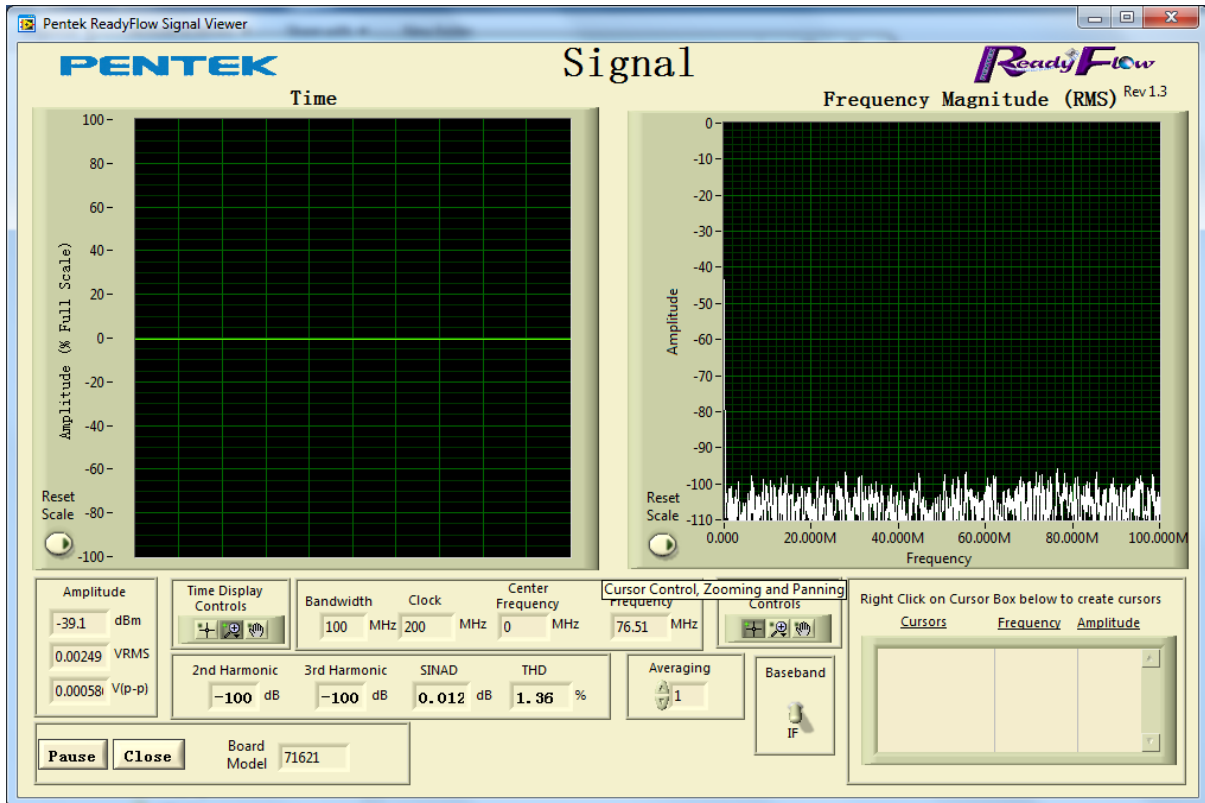 Pentek ReadyFlow Signal Viewer
PENTEK
Signal
ReadyFlow
Rev 1.3
Time
Frequency Magnitude (RMS)
Amplitude (% Full Scale)
100
80
60
40
20
0
-20
-40
-60
-80
-100
Reset
Scale
Amplitude
0
-10
-20
-30
-40
-50
-60
-70
-80
-90
-100
-110
0.000
20.000M
40.000M
60.000M
80.000M
100.000M
Frequency
Reset
Scale
Amplitude
-39.1 dBm
0.00249 VRMS
V(p-p)
Time Display
Controls
Bandwidth
100 MHz
Clock
200 MHz
Center
Frequency
0 MHz
Frequency
76.51 MHz
Cursor Control, Zooming and Panning
Controls
2nd Harmonic
-100 dB
3rd Harmonic
-100 dB
SINAD
0.012 dB
THD
1.36 %
Averaging
1
Baseband
IF
Right Click on Cursor Box below to create cursors
Cursors Frequency Amplitude
Pause
Close
Board
Model
71621